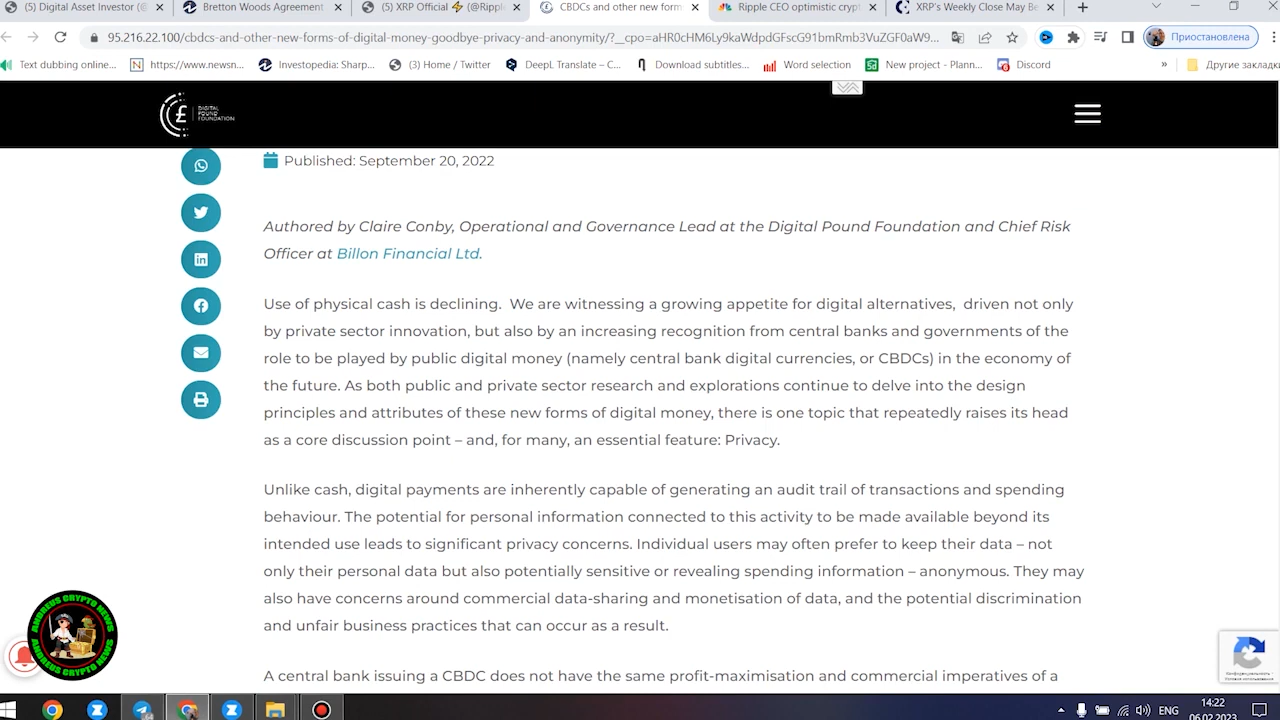 (5) Digital Asset Investor (@
Bretton Woods Agreement
(5) XRP Official ⚡ (@Ripple
CBDCs and other new form
Ripple CEO optimistic crypt
XRP's Weekly Close May Be
95.216.22.100/cbdcs-and-other-new-forms-of-digital-money-goodbye-privacy-and-anonymity/?__cpo=aHR0cHM6Ly9kaWdpdGFscG91bmRmb3VuZGF0aW9...
Приостановлена
Text dubbing online...
https://www.newsn...
Investopedia: Sharp...
(3) Home / Twitter
DeepL Translate – C...
Download subtitles...
Word selection
New project - Plann...
Discord
»
Другие закладки
DIGITAL
POUND
FOUNDATION
Published: September 20, 2022
Authored by Claire Conby, Operational and Governance Lead at the Digital Pound Foundation and Chief Risk
Officer at Billon Financial Ltd.
Use of physical cash is declining.  We are witnessing a growing appetite for digital alternatives,  driven not only
by private sector innovation, but also by an increasing recognition from central banks and governments of the
role to be played by public digital money (namely central bank digital currencies, or CBDCs) in the economy of
the future. As both public and private sector research and explorations continue to delve into the design
principles and attributes of these new forms of digital money, there is one topic that repeatedly raises its head
as a core discussion point – and, for many, an essential feature: Privacy.
Unlike cash, digital payments are inherently capable of generating an audit trail of transactions and spending
behaviour. The potential for personal information connected to this activity to be made available beyond its
intended use leads to significant privacy concerns. Individual users may often prefer to keep their data – not
only their personal data but also potentially sensitive or revealing spending information – anonymous. They may
also have concerns around commercial data-sharing and monetisation of data, and the potential discrimination
and unfair business practices that can occur as a result.
A central bank issuing a CBDC does not have the same profit-maximisation and commercial imperatives of a
ANDREUS CRYPTO NEWS
ANDREUS CRYPTO NEWS
ENG
14:22
06.02.2023